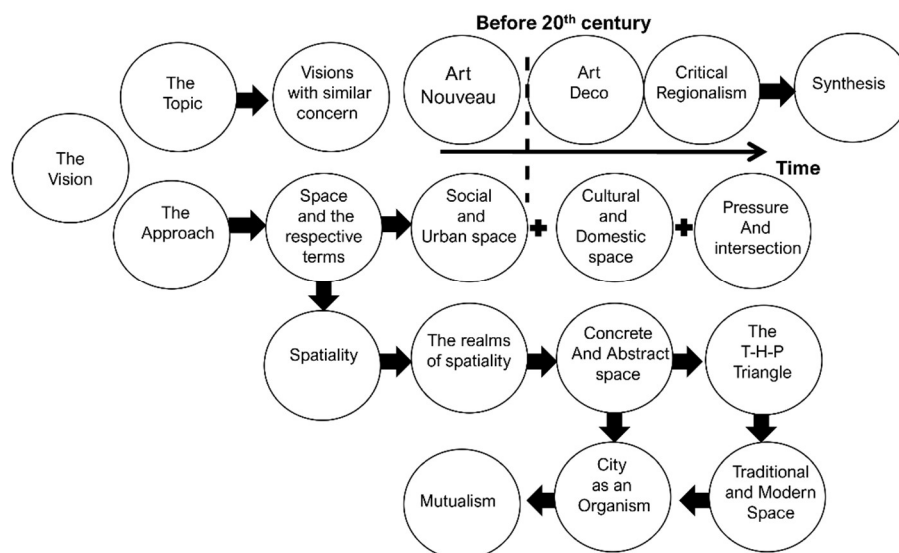 Before 20th century
The
Topic
Visions
with similar
concern
Art
Nouveau
Art
Deco
Critical
Regionalism
Synthesis
The
Vision
Time
The
Approach
Space
and the
respective
terms
Social
and
Urban space
Cultural
and
Domestic
space
Pressure
And
intersection
Spatiality
The realms
of spatiality
Concrete
And Abstract
space
The
T-H-P
Triangle
Mutualism
City
as an
Organism
Traditional
and Modern
Space